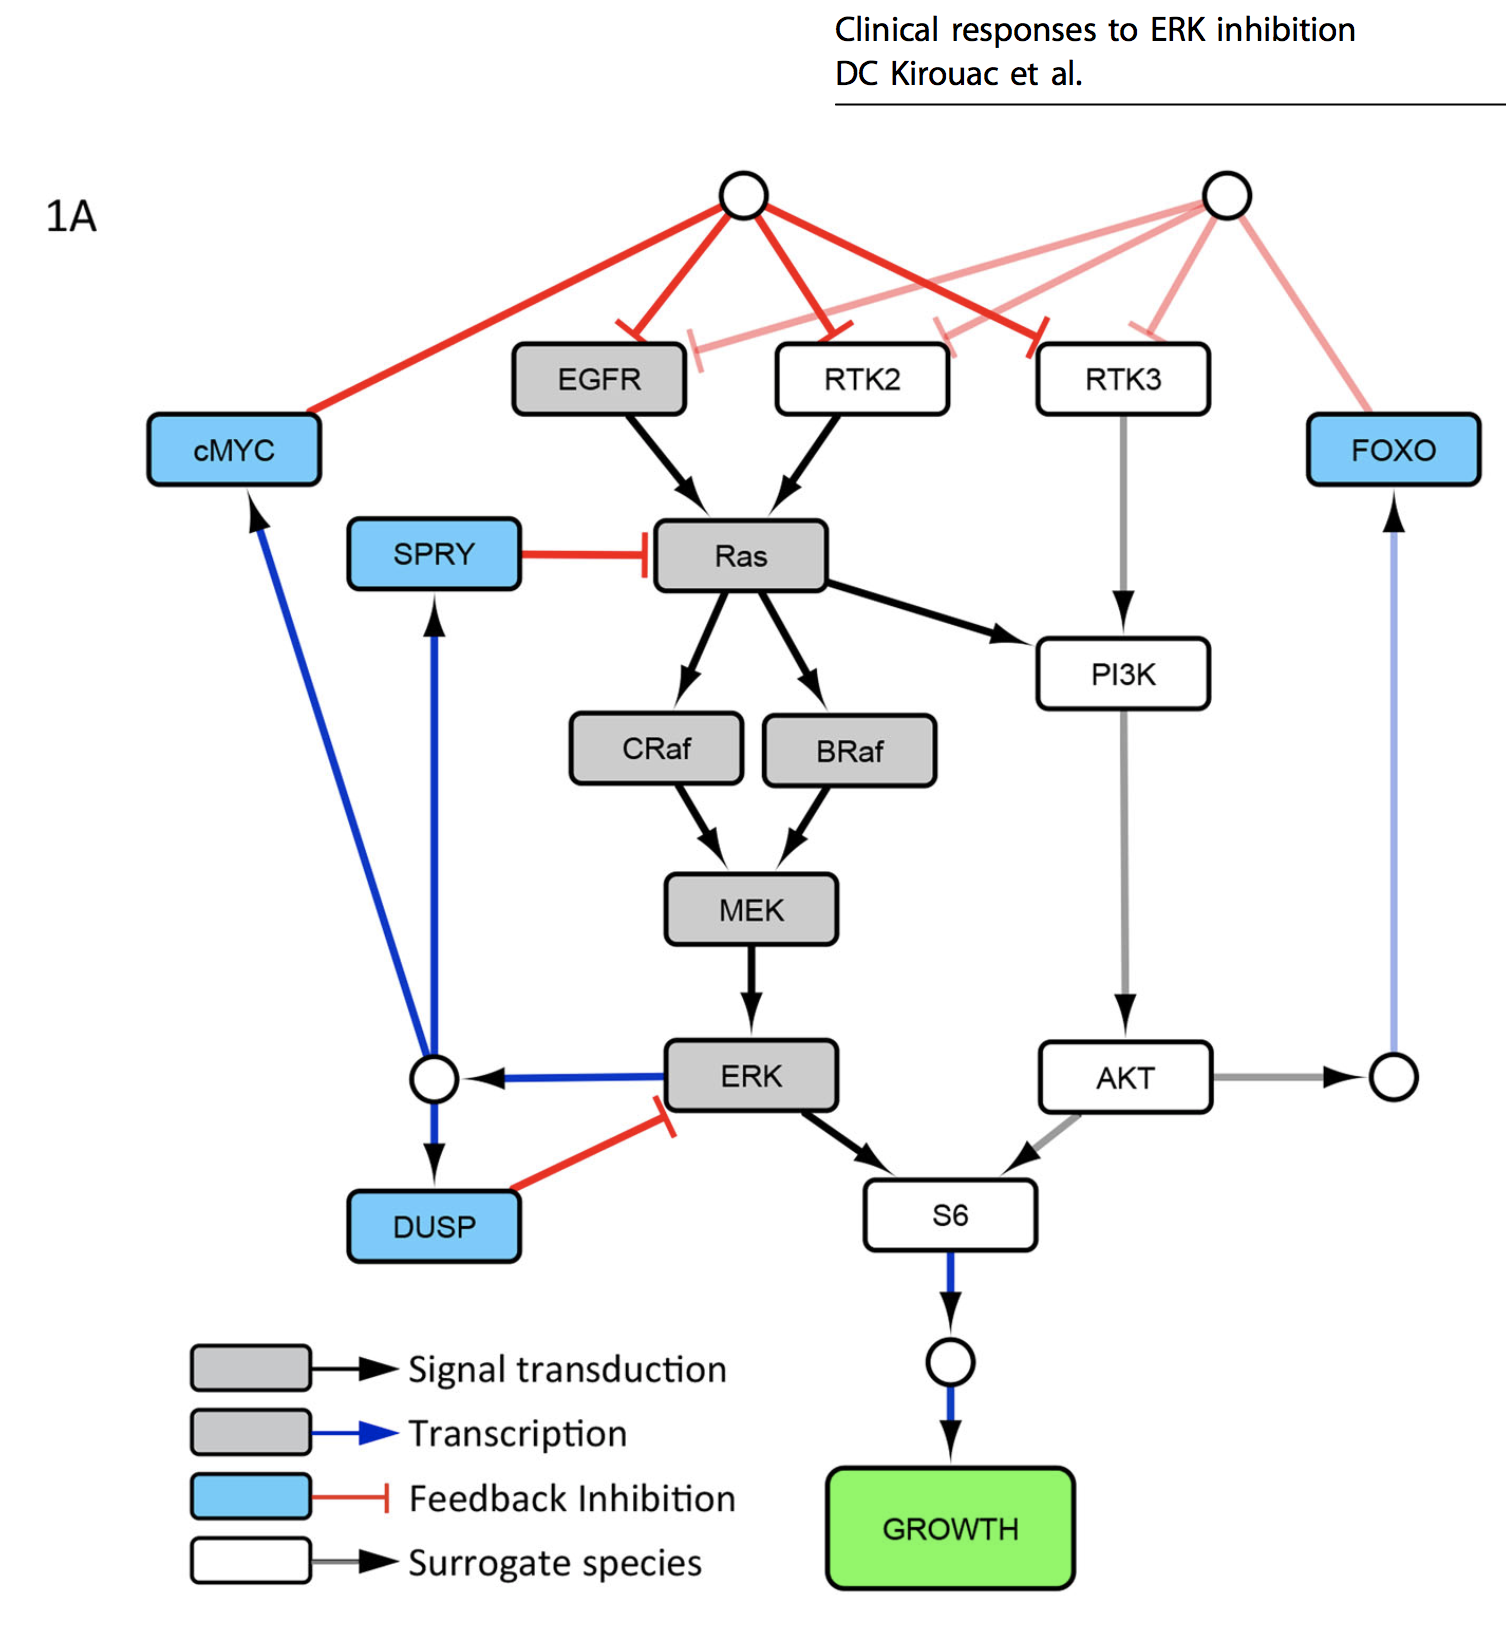 Clinical responses to ERK inhibition
DC Kirouac et al.
1A
EGFR
RTK2
RTK3
cMYC
FOXO
SPRY
Ras
PI3K
CRaf
BRaf
MEK
ERK
AKT
DUSP
S6
Signal transduction
Transcription
Feedback Inhibition
Surrogate species
GROWTH